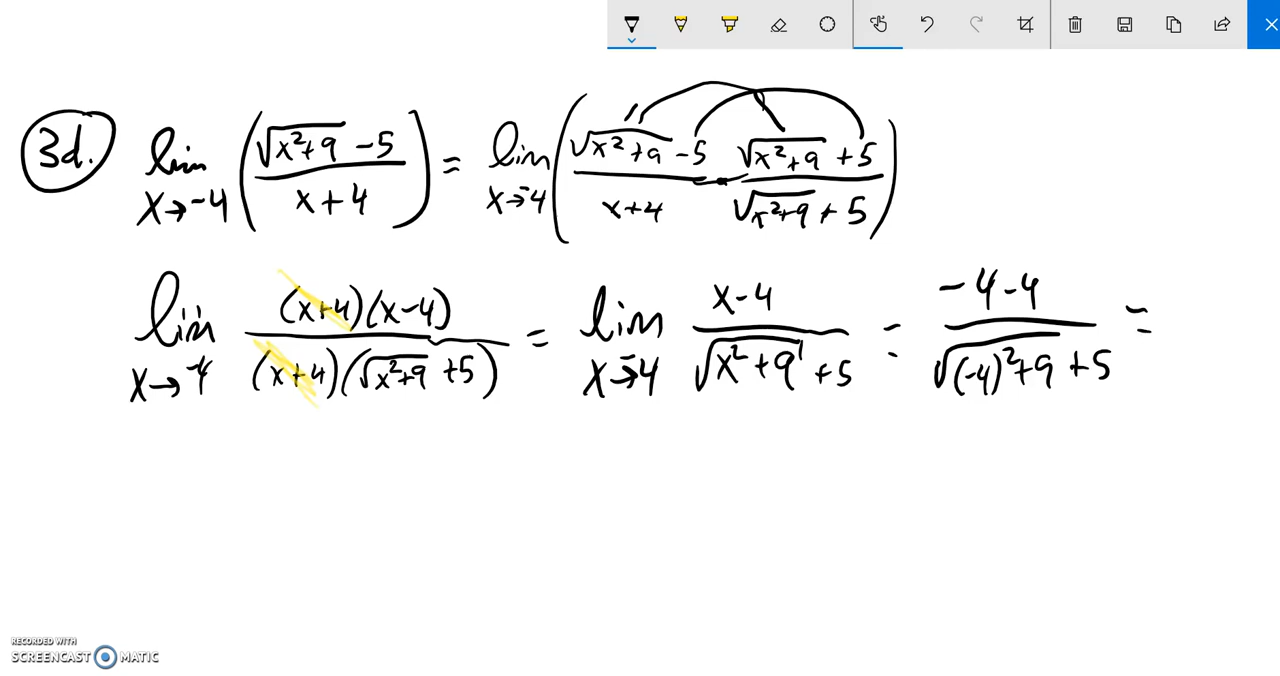 3d. lim x→-4 ((√(x²+9) - 5)/(x+4)) = lim x→-4 ((√(x²+9) - 5)/(x+4) · (√(x²+9) + 5)/(√(x²+9) + 5))
lim x→-4 ((x+4)(x-4))/((x+4)(√(x²+9) + 5)) = lim x→-4 (x-4)/(√(x²+9) + 5) = (-4-4)/(√((-4)²+9) + 5) =
RECORDED WITH
SCREENCAST MATIC